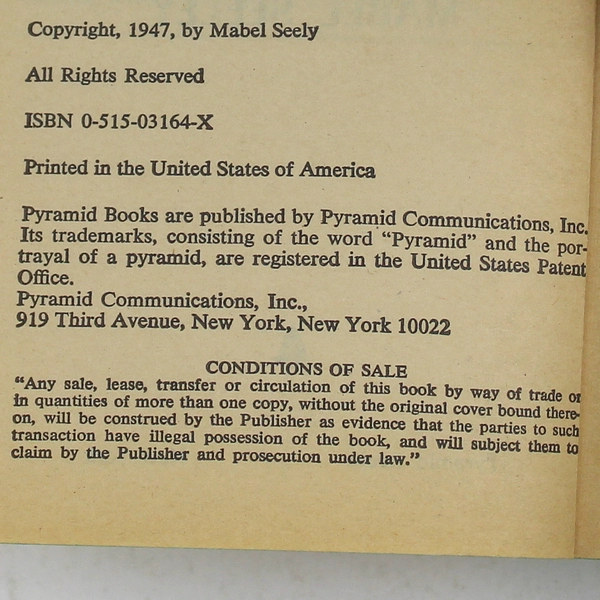 Copyright, 1947, by Mabel Seely
All Rights Reserved
ISBN 0-515-03164-X
Printed in the United States of America
Pyramid Books are published by Pyramid Communications, Inc.
Its trademarks, consisting of the word “Pyramid” and the por-
trayal of a pyramid, are registered in the United States Patent
Office.
Pyramid Communications, Inc.,
919 Third Avenue, New York, New York 10022
CONDITIONS OF SALE
“Any sale, lease, transfer or circulation of this book by way of trade or
in quantities of more than one copy, without the original cover bound there-
on, will be construed by the Publisher as evidence that the parties to such
transaction have illegal possession of the book, and will subject them to
claim by the Publisher and prosecution under law.”